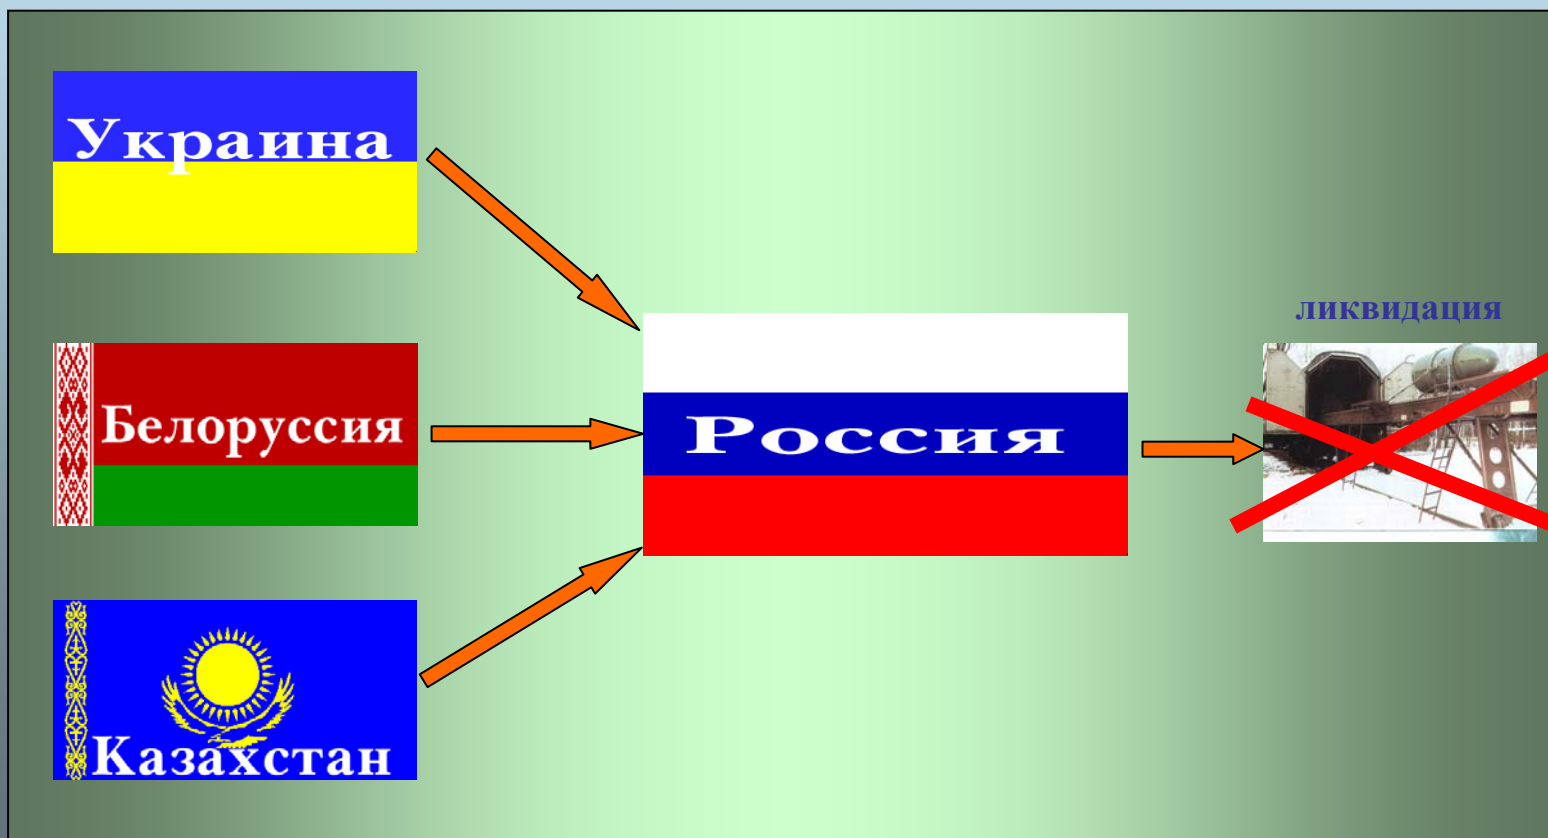 Украина
Белоруссия
Казахстан
Россия
ликвидация